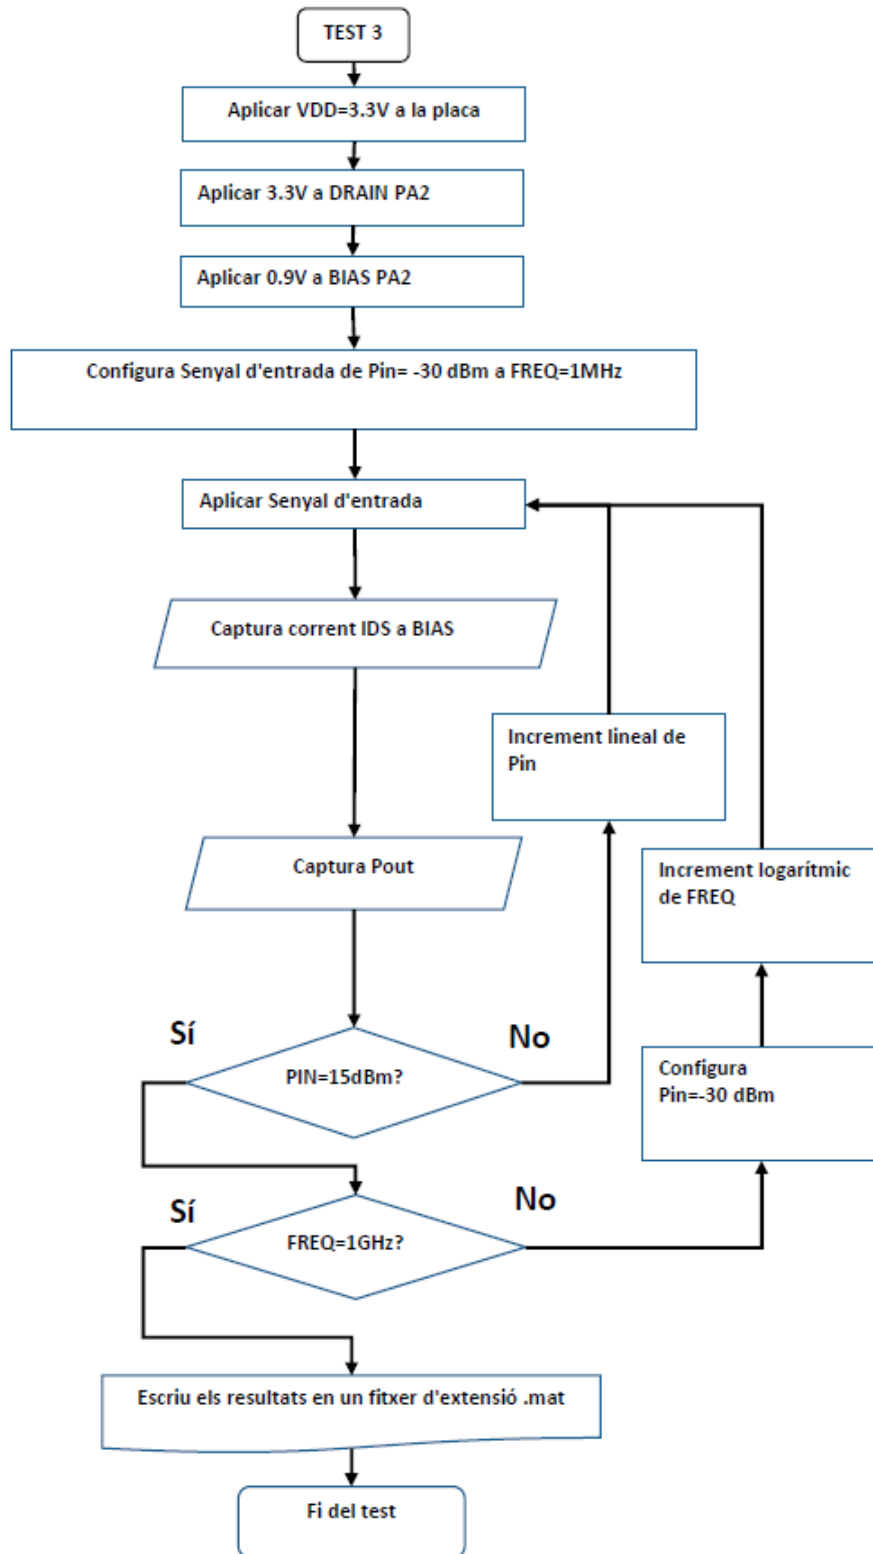 TEST 3
Aplicar VDD=3.3V a la placa
Aplicar 3.3V a DRAIN PA2
Aplicar 0.9V a BIAS PA2
Configura Senyal d'entrada de Pin= -30 dBm a FREQ=1MHz
Aplicar Senyal d'entrada
Captura corrent IDS a BIAS
Increment lineal de
Pin
Captura Pout
Increment logarítmic
de FREQ
Sí
No
PIN=15dBm?
Configura
Pin=-30 dBm
Sí
No
FREQ=1GHz?
Escriu els resultats en un fitxer d'extensió .mat
Fi del test